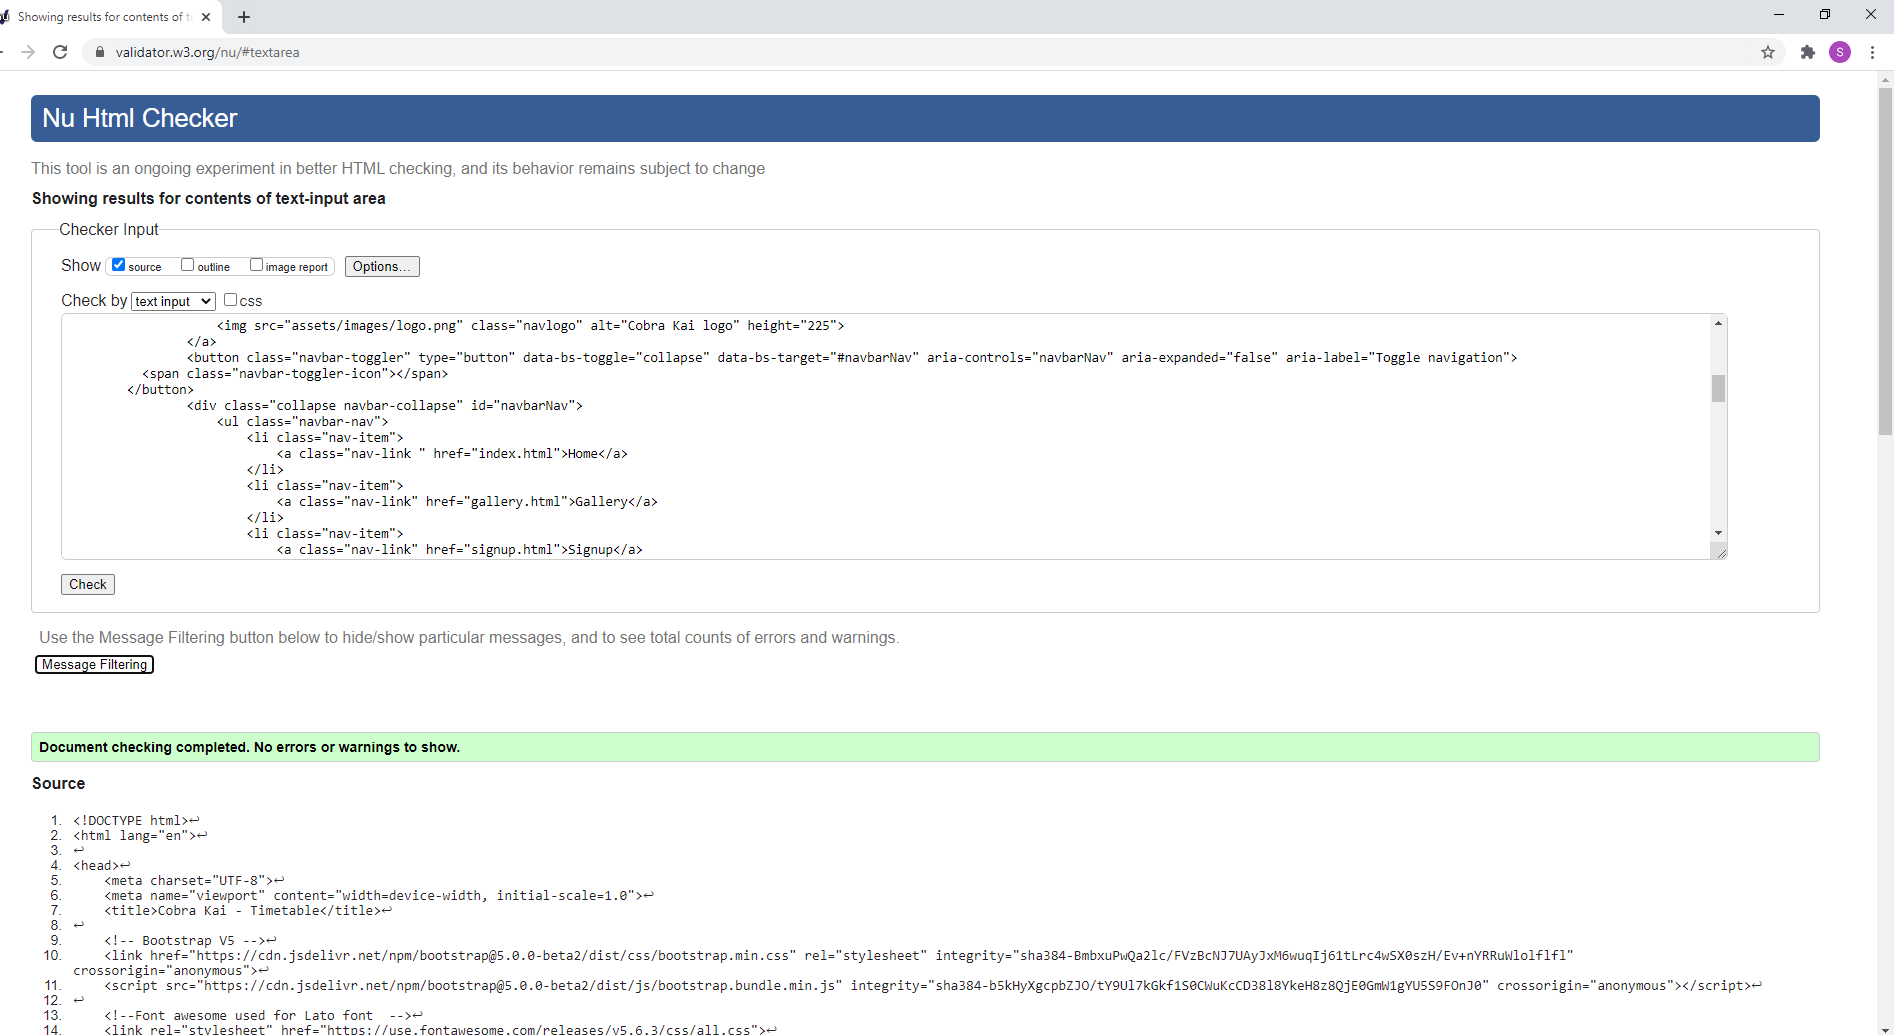 Showing results for contents of t
validator.w3.org/nu/#textarea
S
Nu Html Checker
This tool is an ongoing experiment in better HTML checking, and its behavior remains subject to change
Showing results for contents of text-input area
Checker Input
Show source outline image report Options...
Check by text input css
<img src="assets/images/logo.png" class="navlogo" alt="Cobra Kai logo" height="225">
</a>
<button class="navbar-toggler" type="button" data-bs-toggle="collapse" data-bs-target="#navbarNav" aria-controls="navbarNav" aria-expanded="false" aria-label="Toggle navigation">
<span class="navbar-toggler-icon"></span>
</button>
<div class="collapse navbar-collapse" id="navbarNav">
<ul class="navbar-nav">
<li class="nav-item">
<a class="nav-link " href="index.html">Home</a>
</li>
<li class="nav-item">
<a class="nav-link" href="gallery.html">Gallery</a>
</li>
<li class="nav-item">
<a class="nav-link" href="signup.html">Signup</a>
Check
Use the Message Filtering button below to hide/show particular messages, and to see total counts of errors and warnings.
Message Filtering
Document checking completed. No errors or warnings to show.
Source
1. <!DOCTYPE html>↩
2. <html lang="en">↩
3. ↩
4. <head>↩
5. <meta charset="UTF-8">↩
6. <meta name="viewport" content="width=device-width, initial-scale=1.0">↩
7. <title>Cobra Kai - Timetable</title>↩
8. ↩
9. <!-- Bootstrap V5 -->↩
10. <link href="https://cdn.jsdelivr.net/npm/bootstrap@5.0.0-beta2/dist/css/bootstrap.min.css" rel="stylesheet" integrity="sha384-BmbxuPwQa2lc/FVzBcNJ7UAyJxM6wuqIj61tLrc4wSX0szH/Ev+nYRRuWlolflfl"
crossorigin="anonymous">↩
11. <script src="https://cdn.jsdelivr.net/npm/bootstrap@5.0.0-beta2/dist/js/bootstrap.bundle.min.js" integrity="sha384-b5kHyXgcpbZJO/tY9Ul7kGkf1S0CWuKcCD38l8YkeH8z8QjE0GmW1gYU5S9FOnJ0" crossorigin="anonymous"></script>↩
12. ↩
13. <!--Font awesome used for Lato font  -->↩
14. <link rel="stylesheet" href="https://use.fontawesome.com/releases/v5.6.3/css/all.css">↩